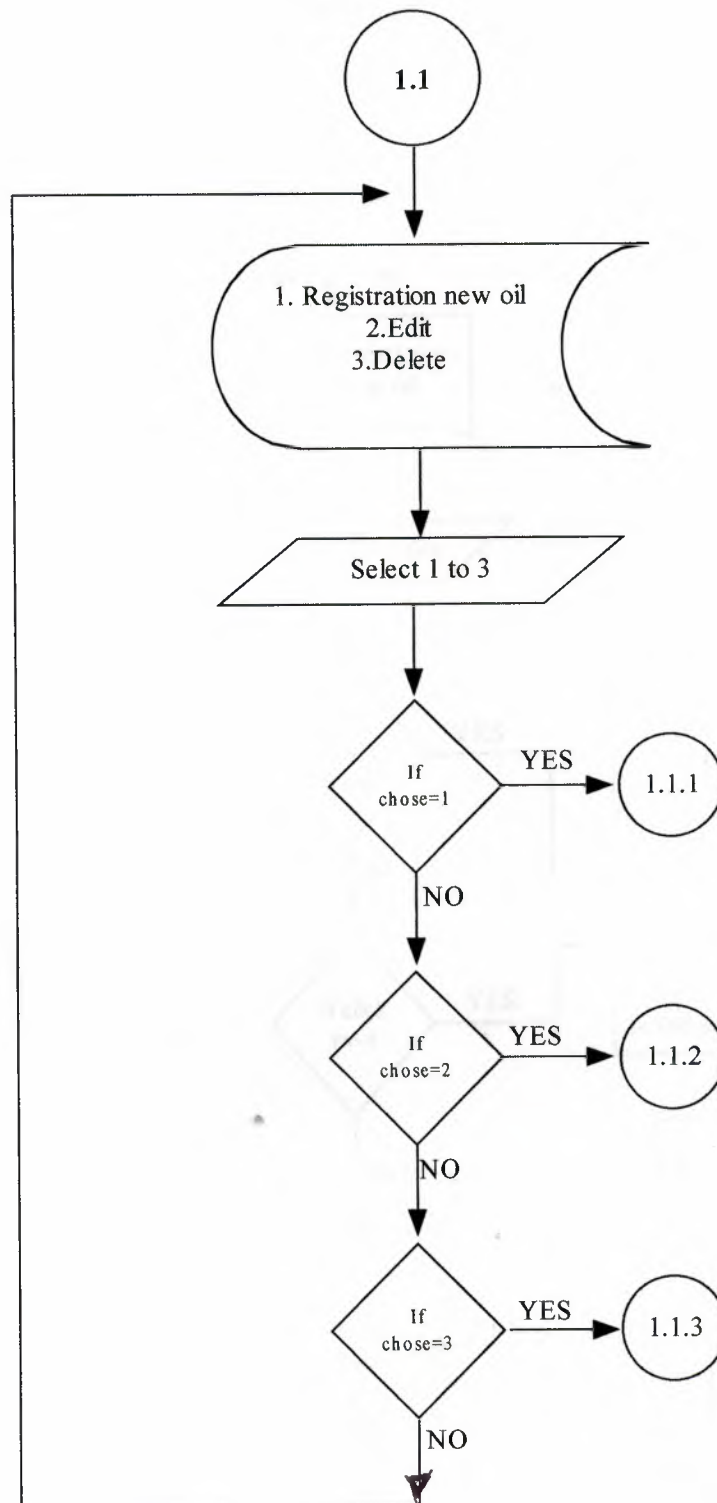 1.1
1. Registration new oil
2.Edit
3.Delete
Select 1 to 3
If
chose=1
YES
1.1.1
NO
If
chose=2
YES
1.1.2
NO
If
chose=3
YES
1.1.3
NO